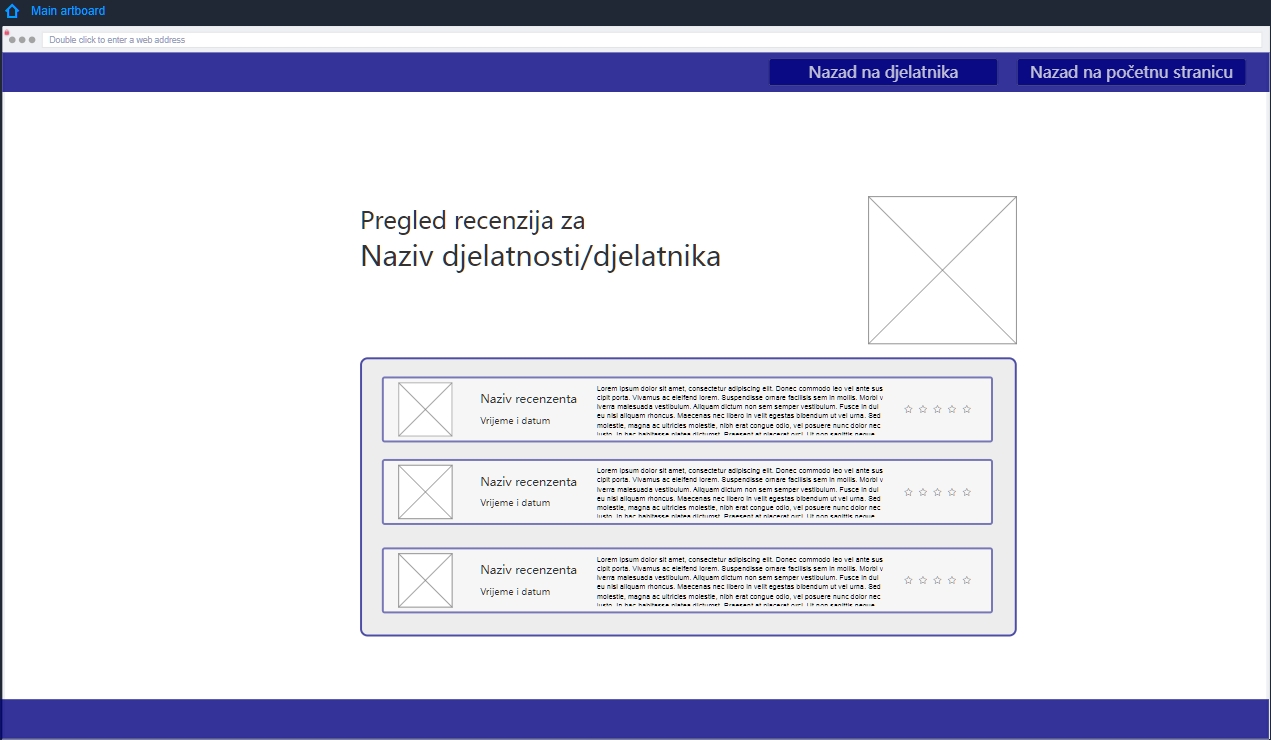 Main artboard
Double click to enter a web address
Nazad na djelatnika
Nazad na početnu stranicu
Pregled recenzija za
Naziv djelatnosti/djelatnika
Naziv recenzenta
Vrijeme i datum
Lorem ipsum dolor sit amet, consectetur adipiscing elit. Donec commodo leo vel ante sus
cipit porta. Vivamus ac eleifend lorem. Suspendisse ornare facilisis sem in mollis. Morbi v
iverra malesuada vestibulum. Aliquam dictum non sem semper vestibulum. Fusce in dui
eu nisl aliquam rhoncus. Maecenas nec libero in velit egestas bibendum ut vel urna. Sed
molestie, magna ac ultricies molestie, nibh erat congue odio, vel posuere nunc dolor nec
justo. In hac habitasse platea dictumst. Praesent at placerat orci. Ut non sagittis neque.
Naziv recenzenta
Vrijeme i datum
Lorem ipsum dolor sit amet, consectetur adipiscing elit. Donec commodo leo vel ante sus
cipit porta. Vivamus ac eleifend lorem. Suspendisse ornare facilisis sem in mollis. Morbi v
iverra malesuada vestibulum. Aliquam dictum non sem semper vestibulum. Fusce in dui
eu nisl aliquam rhoncus. Maecenas nec libero in velit egestas bibendum ut vel urna. Sed
molestie, magna ac ultricies molestie, nibh erat congue odio, vel posuere nunc dolor nec
justo. In hac habitasse platea dictumst. Praesent at placerat orci. Ut non sagittis neque.
Naziv recenzenta
Vrijeme i datum
Lorem ipsum dolor sit amet, consectetur adipiscing elit. Donec commodo leo vel ante sus
cipit porta. Vivamus ac eleifend lorem. Suspendisse ornare facilisis sem in mollis. Morbi v
iverra malesuada vestibulum. Aliquam dictum non sem semper vestibulum. Fusce in dui
eu nisl aliquam rhoncus. Maecenas nec libero in velit egestas bibendum ut vel urna. Sed
molestie, magna ac ultricies molestie, nibh erat congue odio, vel posuere nunc dolor nec
justo. In hac habitasse platea dictumst. Praesent at placerat orci. Ut non sagittis neque.